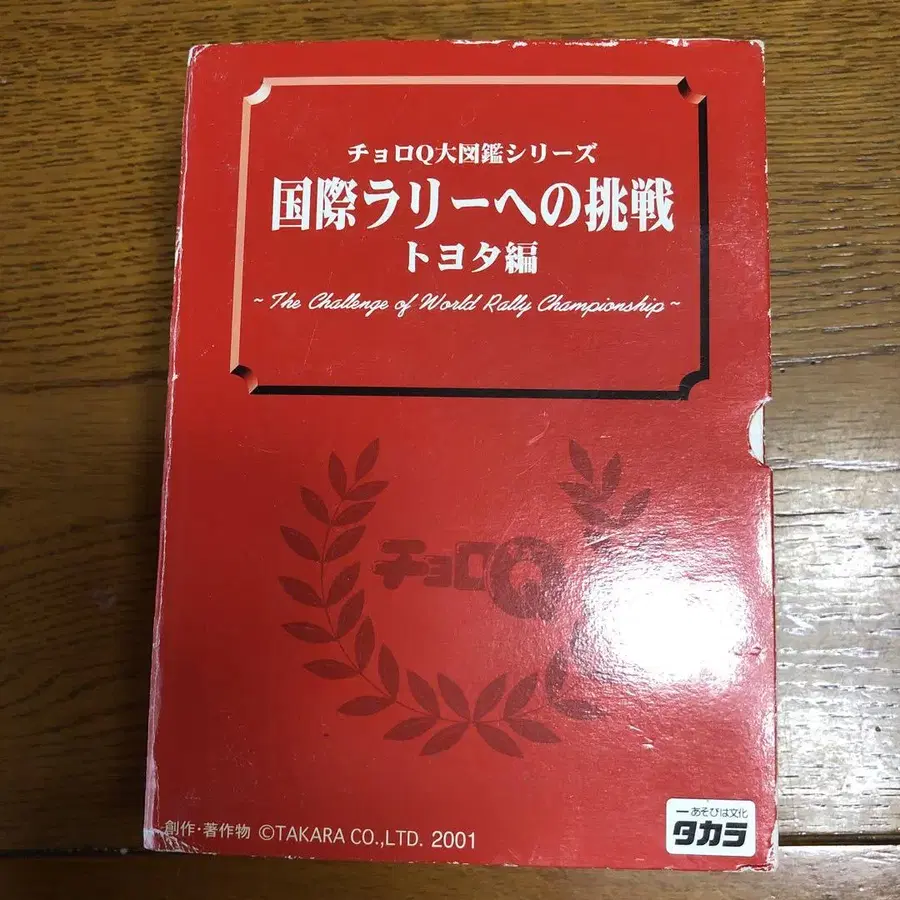 チョロQ大図鑑シリーズ
国際ラリーへの挑戦
トヨタ編
~The Challenge of World Rally Championship~
チョロQ
創作・著作物 ©TAKARA CO.,LTD. 2001
ーあそびは文化
タカラ